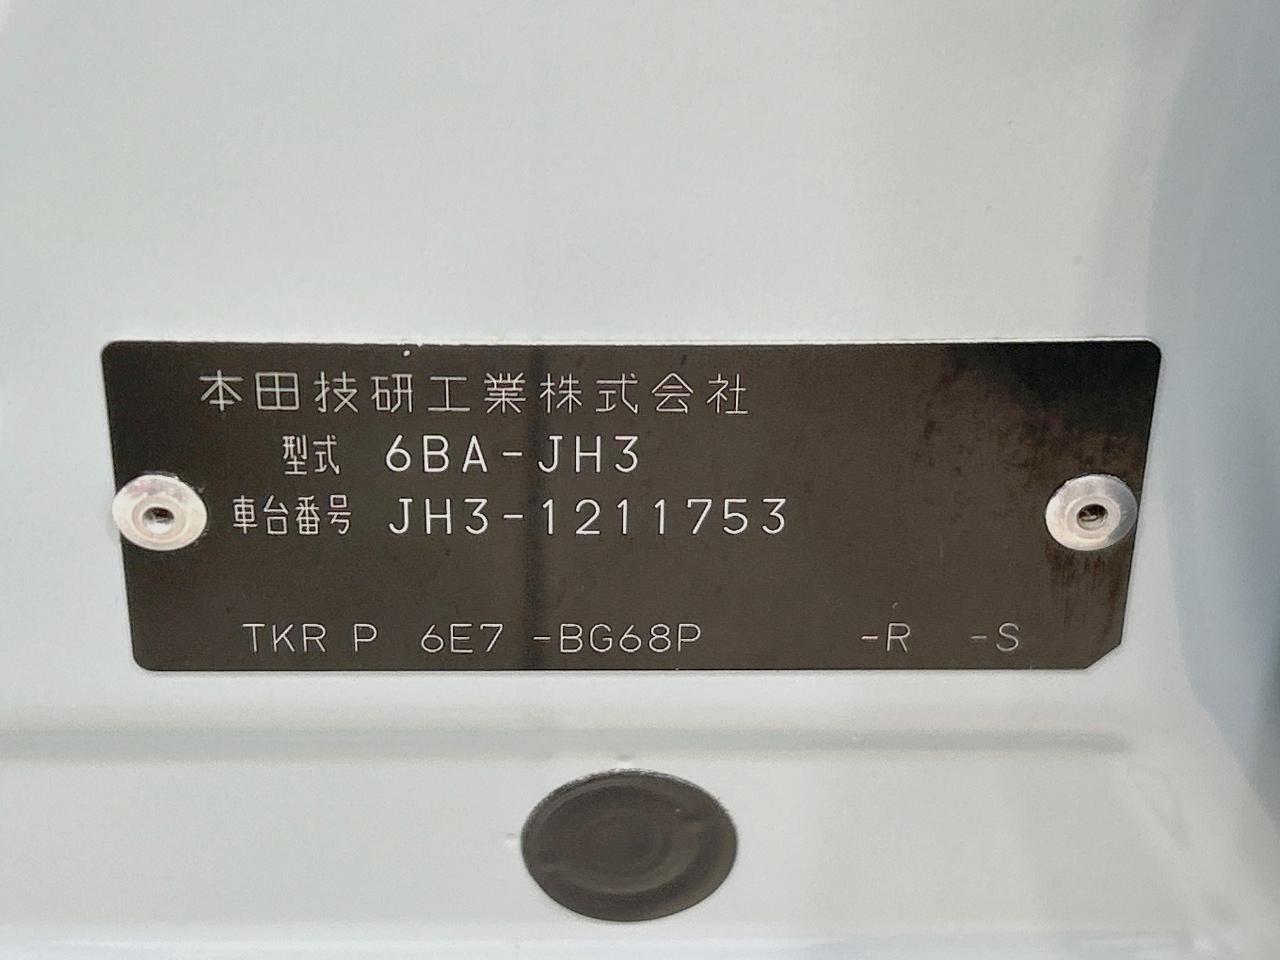 本田技研工業株式会社
型式 6BA-JH3
車台番号 JH3-1211753
TKR P 6E7 -BG68P -R -S